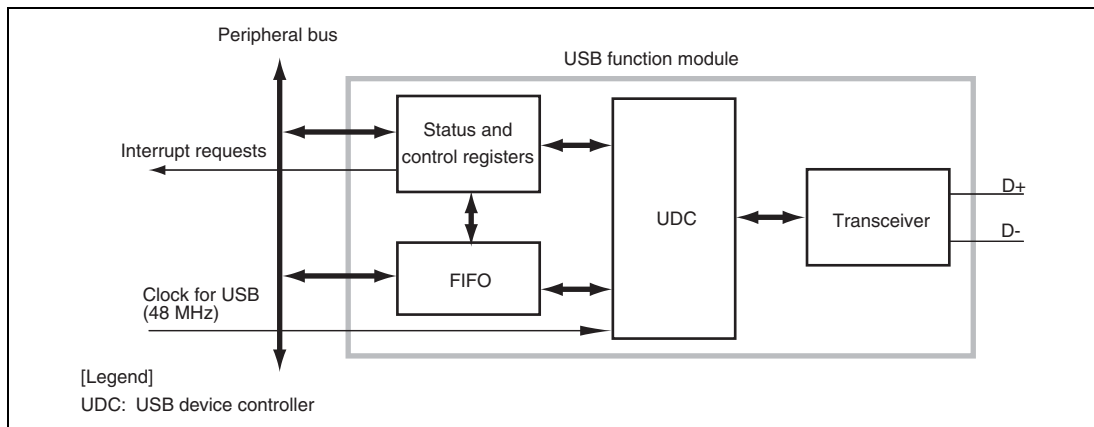 Peripheral bus
USB function module
Status and
control registers
Interrupt requests
UDC
Transceiver
D+
D-
FIFO
Clock for USB
(48 MHz)
[Legend]
UDC: USB device controller